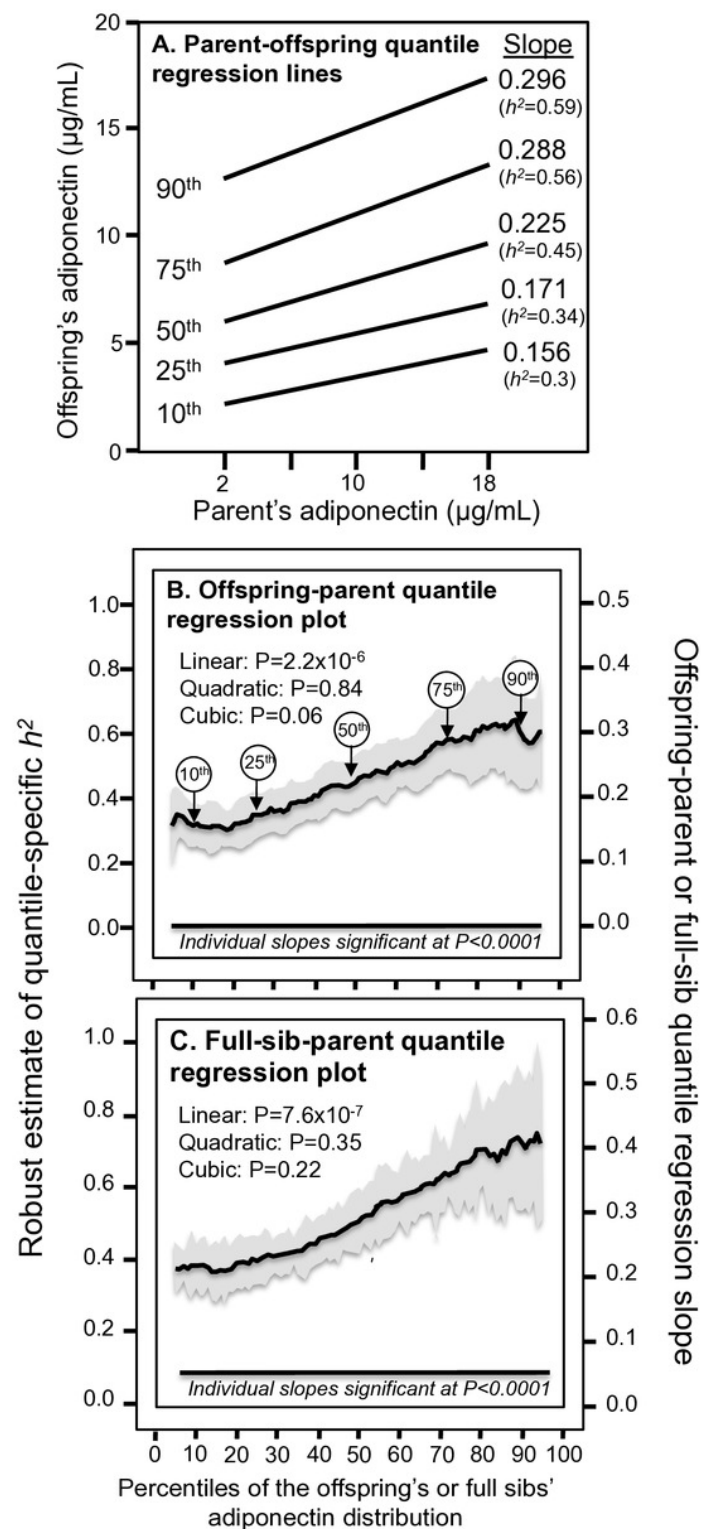 20
15
10
5
0
Offspring's adiponectin (µg/mL)
A. Parent-offspring quantile
regression lines
Slope
0.296
(h²=0.59)
0.288
(h²=0.56)
0.225
(h²=0.45)
0.171
(h²=0.34)
0.156
(h²=0.3)
90th
75th
50th
25th
10th
2 10 18
Parent's adiponectin (µg/mL)
Robust estimate of quantile-specific h²
Offspring-parent or full-sib quantile regression slope
B. Offspring-parent quantile
regression plot
Linear: P=2.2x10-6
Quadratic: P=0.84
Cubic: P=0.06
1.0
0.8
0.6
0.4
0.2
0.0
0.5
0.4
0.3
0.2
0.1
0.0
10th
25th
50th
75th
90th
Individual slopes significant at P<0.0001
C. Full-sib-parent quantile
regression plot
Linear: P=7.6x10-7
Quadratic: P=0.35
Cubic: P=0.22
1.0
0.8
0.6
0.4
0.2
0.0
0.6
0.5
0.4
0.3
0.2
0.1
0.0
Individual slopes significant at P<0.0001
0 10 20 30 40 50 60 70 80 90 100
Percentiles of the offspring's or full sibs'
adiponectin distribution